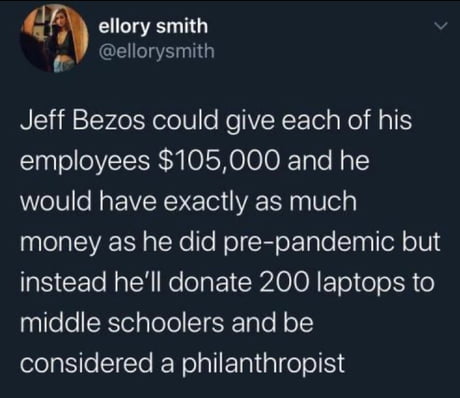 ellory smith
@ellorysmith
Jeff Bezos could give each of his
employees $105,000 and he
would have exactly as much
money as he did pre-pandemic but
instead he'll donate 200 laptops to
middle schoolers and be
considered a philanthropist